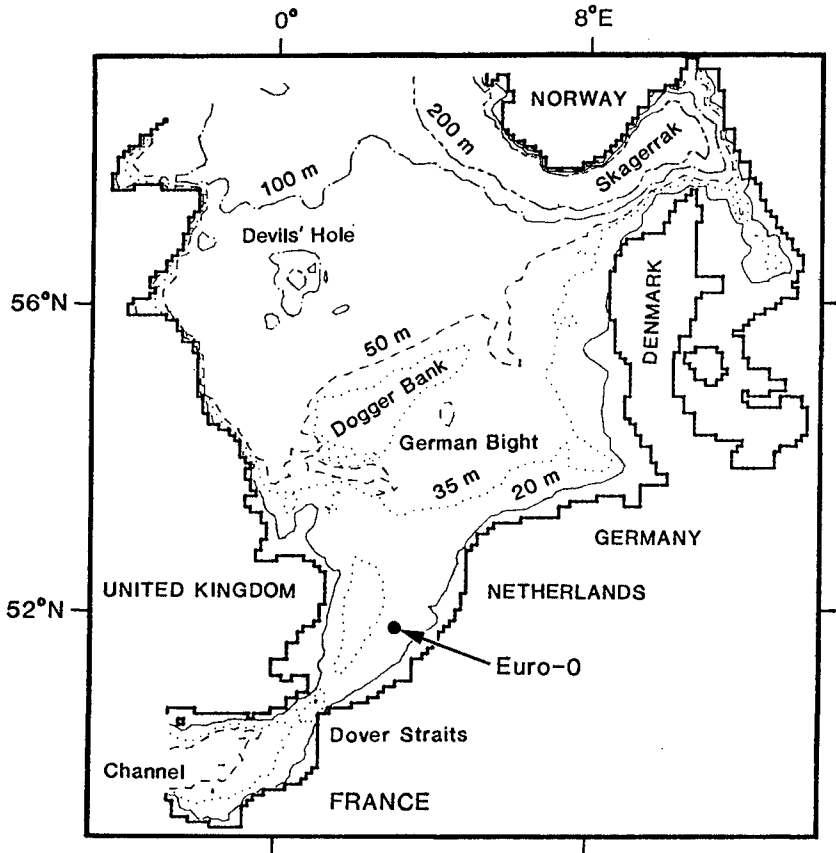 0°
8°E
NORWAY
200 m
Skagerrak
100 m
Devils' Hole
56°N
50 m
DENMARK
Dogger Bank
German Bight
35 m
20 m
GERMANY
UNITED KINGDOM
NETHERLANDS
52°N
Euro-0
Dover Straits
Channel
FRANCE